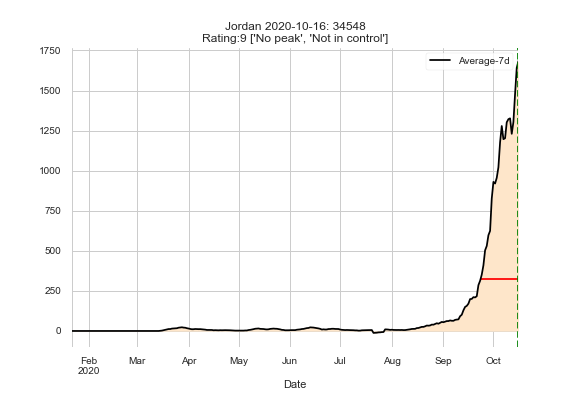 Jordan 2020-10-16: 34548
Rating:9 ['No peak', 'Not in control']
Average-7d
1750
1500
1250
1000
750
500
250
0
Feb Mar Apr May Jun Jul Aug Sep Oct
2020
Date